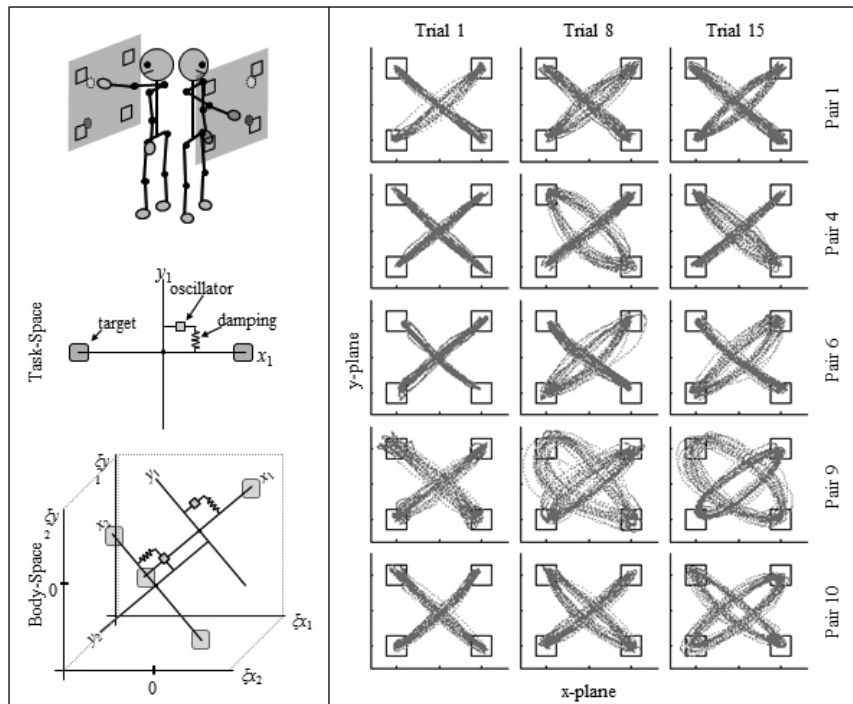 Trial 1 Trial 8 Trial 15
Pair 1
Pair 4
Pair 6
Pair 9
Pair 10
y-plane
x-plane
Task-Space
y1
oscillator
target
damping
x1
Body-Space
ξy1
ξy2
y1
x1
x2
0
y2
ξx1
0
ξx2